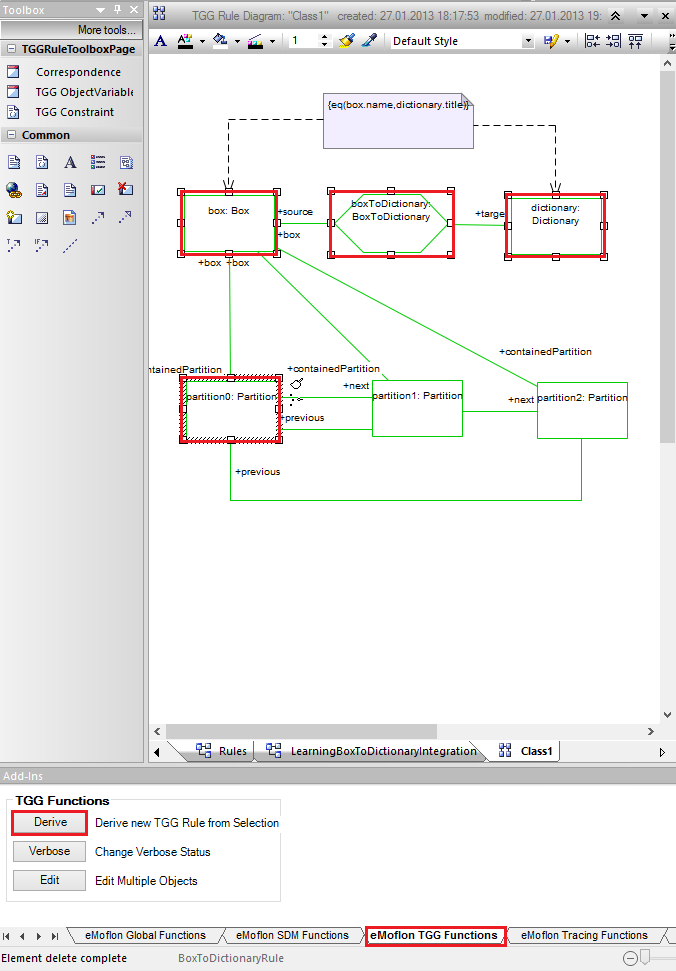 Toolbox
More tools...
TGGRuleToolboxPage
Correspondence
TGG ObjectVariable
TGG Constraint
Common
TGG Rule Diagram: "Class1" created: 27.01.2013 18:17:53 modified: 27.01.2013 19:
1
Default Style
{eq(box.name,dictionary.title)}
box: Box
+source
+box
boxToDictionary:
BoxToDictionary
+targe
dictionary:
Dictionary
+box +box
+containedPartition
ntainedPartition
+containedPartition
partition0: Partition
+next
+previous
partition1: Partition
+next
partition2: Partition
+previous
Rules
LearningBoxToDictionaryIntegration
Class1
Add-Ins
TGG Functions
Derive
Derive new TGG Rule from Selection
Verbose
Change Verbose Status
Edit
Edit Multiple Objects
eMoflon Global Functions
eMoflon SDM Functions
eMoflon TGG Functions
eMoflon Tracing Functions
Element delete complete
BoxToDictionaryRule